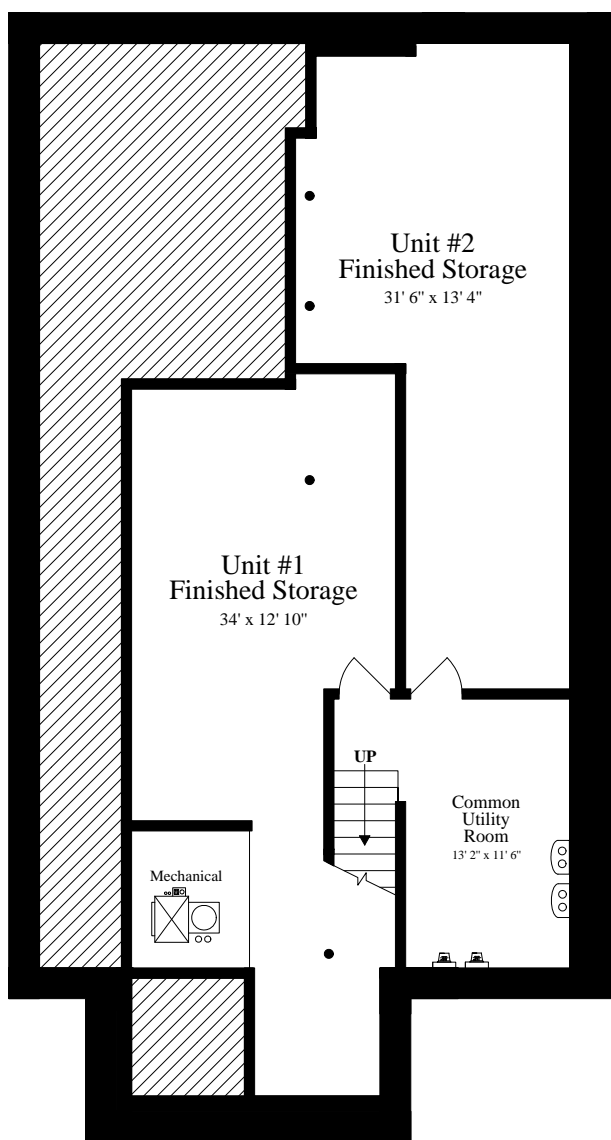 Unit #2
Finished Storage
31' 6" x 13' 4"
Unit #1
Finished Storage
34' x 12' 10"
UP
Common
Utility
Room
13' 2" x 11' 6"
Mechanical